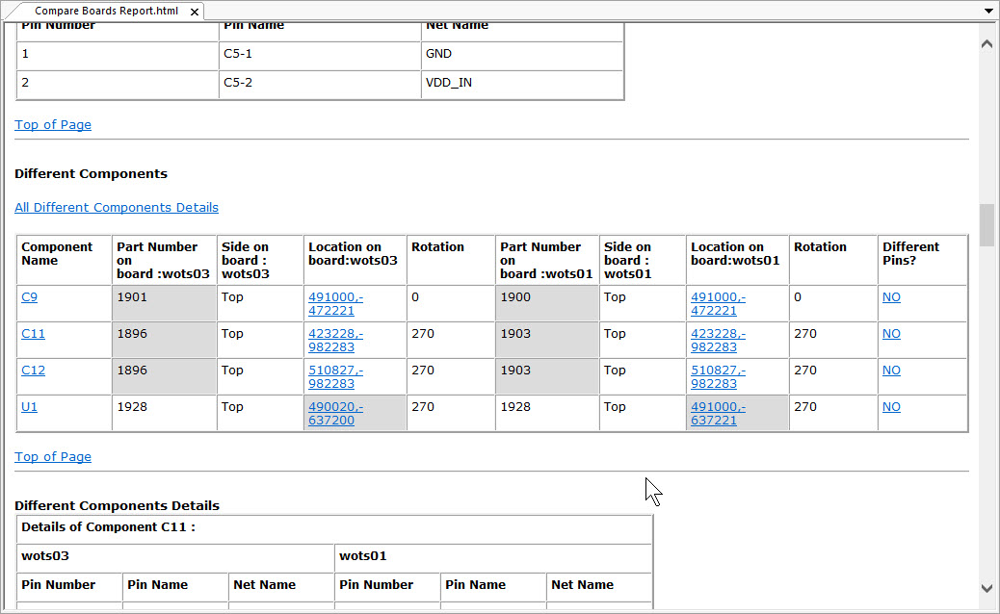 Compare Boards Report.html
Pin Number Pin Name Net Name
1 C5-1 GND
2 C5-2 VDD_IN
Top of Page
Different Components
All Different Components Details
Component Part Number Side on Location on Rotation Part Number Side on Location on Rotation Different
Name on board : board:wots03 on board : board:wots01 Pins?
board :wots03 wots03 board :wots01 wots01
C9 1901 Top 491000,- 0 1900 Top 491000,- 0 NO
472221 472221
C11 1896 Top 423228,- 270 1903 Top 423228,- 270 NO
982283 982283
C12 1896 Top 510827,- 270 1903 Top 510827,- 270 NO
982283 982283
U1 1928 Top 490020,- 270 1928 Top 491000,- 270 NO
637200 637221
Top of Page
Different Components Details
Details of Component C11 :
wots03 wots01
Pin Number Pin Name Net Name Pin Number Pin Name Net Name